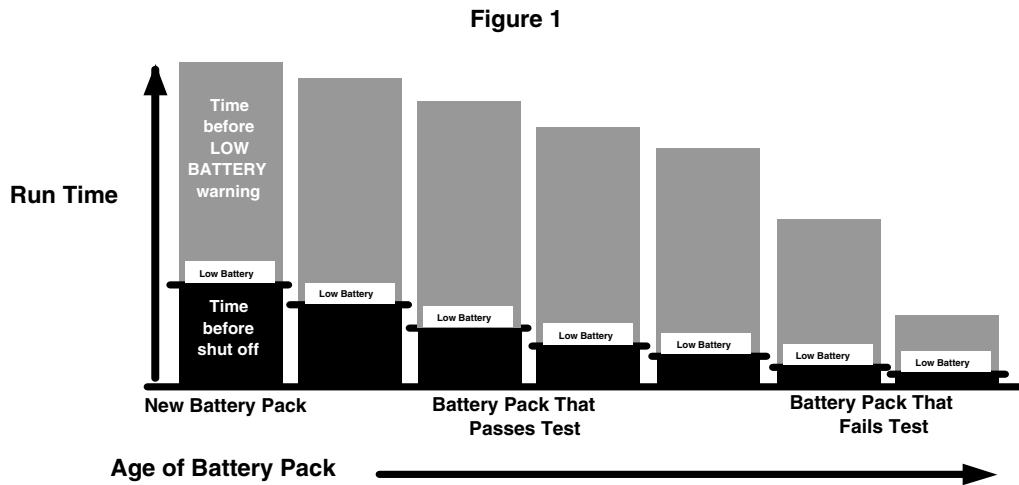 Figure 1
Run Time
Time
before
LOW
BATTERY
warning
Low Battery
Time
before
shut off
Low Battery
Low Battery
Low Battery
Low Battery
Low Battery
Low Battery
New Battery Pack
Battery Pack That
Passes Test
Battery Pack That
Fails Test
Age of Battery Pack